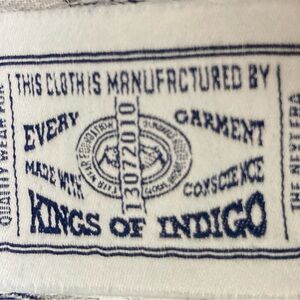 THIS CLOTH IS MANUFACTURED BY
EVERY GARMENT
MADE WITH CONSCIENCE
13072010
KINGS OF INDIGO
QUALITY WEAR FOR
THE NEXT ERA